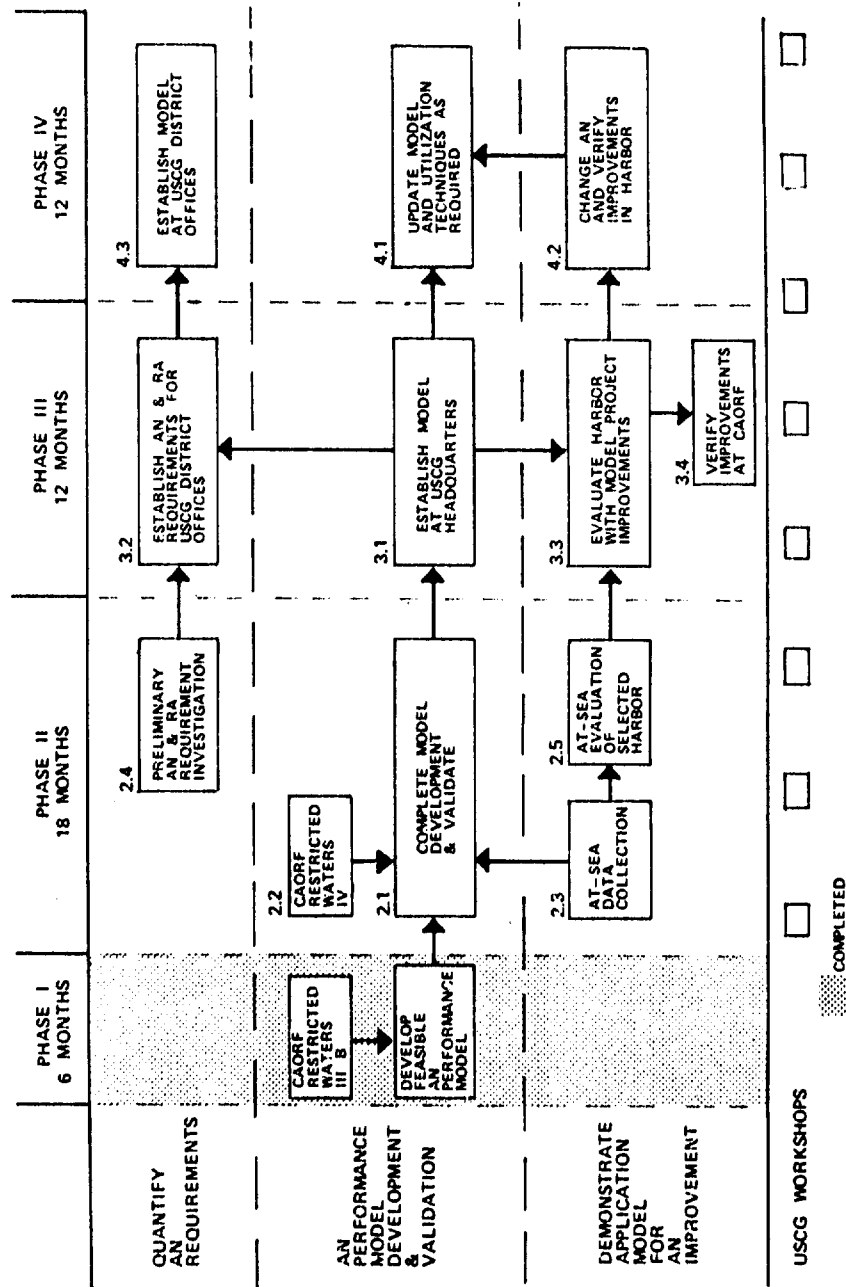 PHASE I
6 MONTHS
PHASE II
18 MONTHS
PHASE III
12 MONTHS
PHASE IV
12 MONTHS
QUANTIFY
AN
REQUIREMENTS
2.4
PRELIMINARY
AN & RA
REQUIREMENT
INVESTIGATION
3.2
ESTABLISH AN & RA
REQUIREMENTS FOR
USCG DISTRICT
OFFICES
4.3
ESTABLISH MODEL
AT USCG DISTRICT
OFFICES
AN
PERFORMANCE
MODEL
DEVELOPMENT
&
VALIDATION
CAORF
RESTRICTED
WATERS
III B
DEVELOP
FEASIBLE
AN
PERFORMANCE
MODEL
2.2
CAORF
RESTRICTED
WATERS
IV
2.1
COMPLETE MODEL
DEVELOPMENT
& VALIDATE
3.1
ESTABLISH MODEL
AT USCG
HEADQUARTERS
4.1
UPDATE MODEL
AND UTILIZATION
TECHNIQUES AS
REQUIRED
DEMONSTRATE
APPLICATION
MODEL
FOR
AN
IMPROVEMENT
2.3
AT-SEA
DATA
COLLECTION
2.5
AT-SEA
EVALUATION
OF
SELECTED
HARBOR
3.3
EVALUATE HARBOR
WITH MODEL PROJECT
IMPROVEMENTS
3.4
VERIFY
IMPROVEMENTS
AT CAORF
4.2
CHANGE AN
AND VERIFY
IMPROVEMENTS
IN HARBOR
USCG WORKSHOPS
COMPLETED